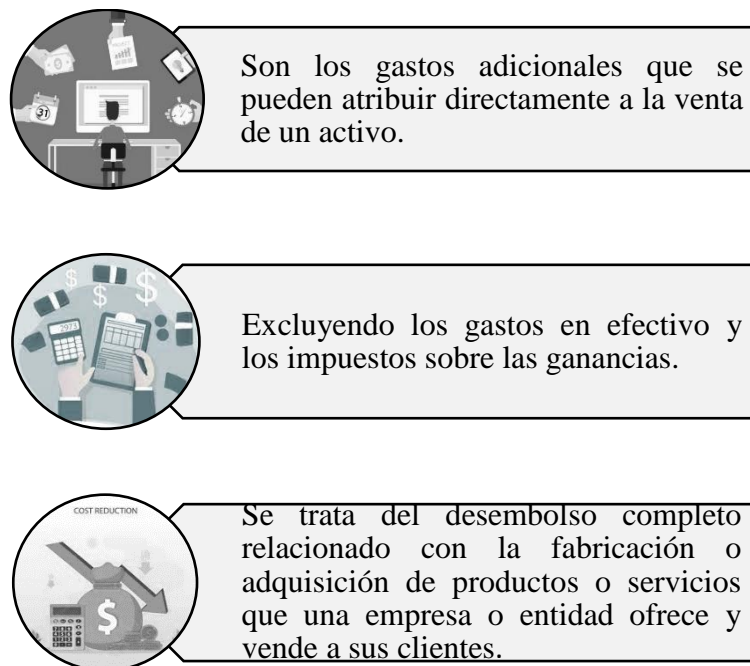 Son los gastos adicionales que se
pueden atribuir directamente a la venta
de un activo.
31
Excluyendo los gastos en efectivo y
los impuestos sobre las ganancias.
$ $ $
2973
COST REDUCTION
$
Se trata del desembolso completo
relacionado con la fabricación o
adquisición de productos o servicios
que una empresa o entidad ofrece y
vende a sus clientes.